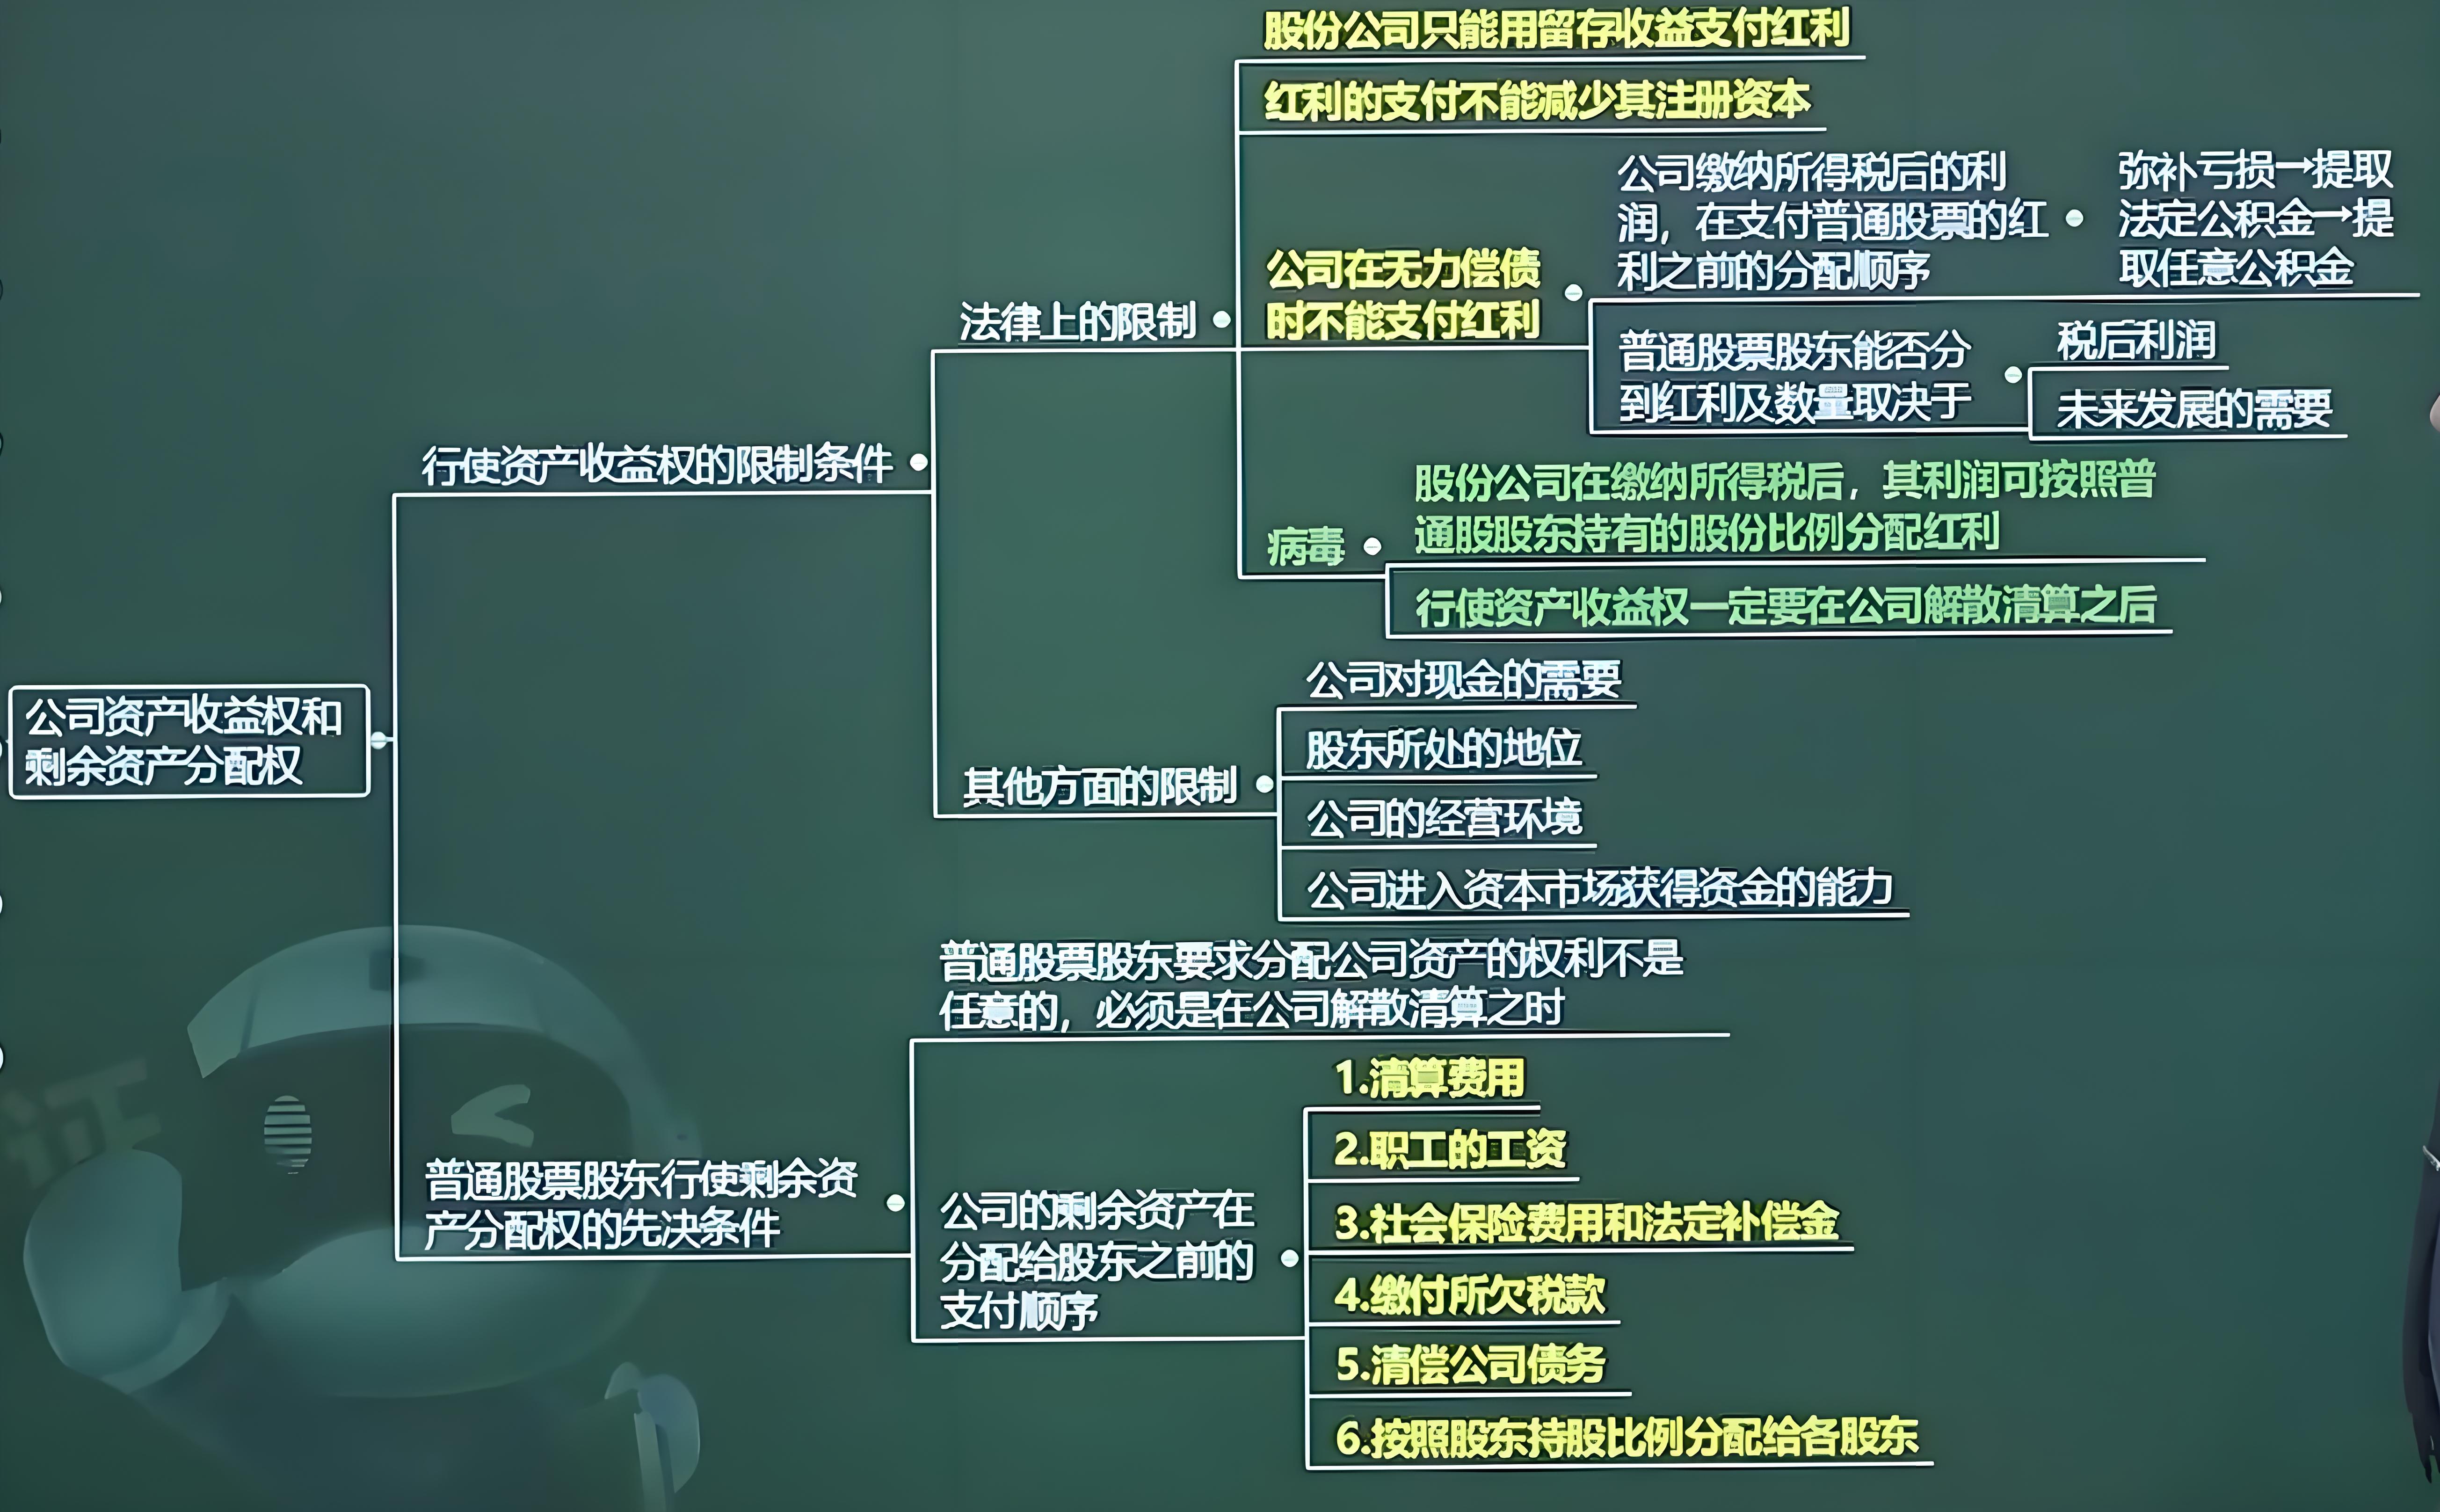 股份公司只能用留存收益支付红利
红利的支付不能减少其注册资本
公司缴纳所得税后的利
润，在支付普通股票的红
利之前的分配顺序
弥补亏损→提取
法定公积金→提
取任意公积金
公司在无力偿债
时不能支付红利
法律上的限制
普通股票股东能否分
到红利及数量取决于
税后利润
未来发展的需要
行使资产收益权的限制条件
股份公司在缴纳所得税后，其利润可按照普
通股股东持有的股份比例分配红利
病毒
行使资产收益权一定要在公司解散清算之后
公司资产收益权和
剩余资产分配权
公司对现金的需要
股东所处的地位
其他方面的限制
公司的经营环境
公司进入资本市场获得资金的能力
普通股票股东要求分配公司资产的权利不是
任意的，必须是在公司解散清算之时
普通股票股东行使剩余资
产分配权的先决条件
公司的剩余资产在
分配给股东之前的
支付顺序
1.清算费用
2.职工的工资
3.社会保险费用和法定补偿金
4.缴付所欠税款
5.清偿公司债务
6.按照股东持股比例分配给各股东
证